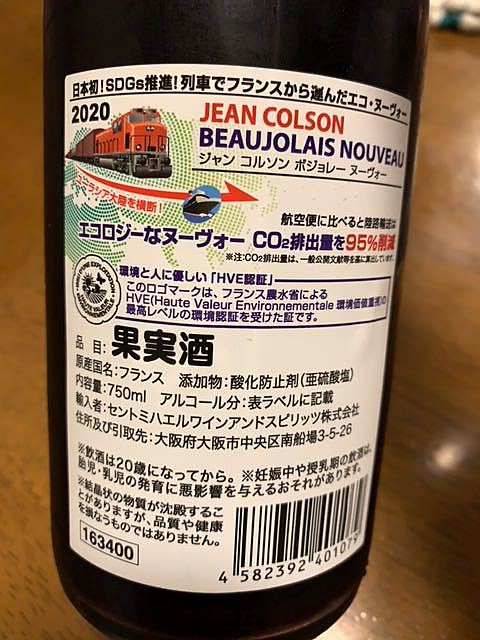 日本初!SDGs推進!列車でフランスから運んだエコ・ヌーヴォー
2020
JEAN COLSON
BEAUJOLAIS NOUVEAU
ジャン コルソン ボジョレー ヌーヴォー
ユーラシア大陸を横断!
航空便に比べると陸路輸送は
エコロジーなヌーヴォー CO₂排出量を95%削減
※注:CO₂排出量は、一般公開文献等を基に算出しています。
環境と人に優しい「HVE認証」
このロゴマークは、フランス農水省による
HVE(Haute Valeur Environnementale 環境価値重視)の
最高レベルの環境認証を受けた証です。
品 目:果実酒
原産国名:フランス 添加物:酸化防止剤(亜硫酸塩)
内容量:750ml アルコール分:表ラベルに記載
輸入者:セントミハエルワインアンドスピリッツ株式会社
住所及び引取先:大阪府大阪市中央区南船場3-5-26
※飲酒は20歳になってから。※妊娠中や授乳期の飲酒は、
胎児・乳児の発育に悪影響を与えるおそれがあります。
※結晶状の物質が沈殿するこ
とがありますが、品質や健康
を損なうものではありません。
163400
4 582392 401079